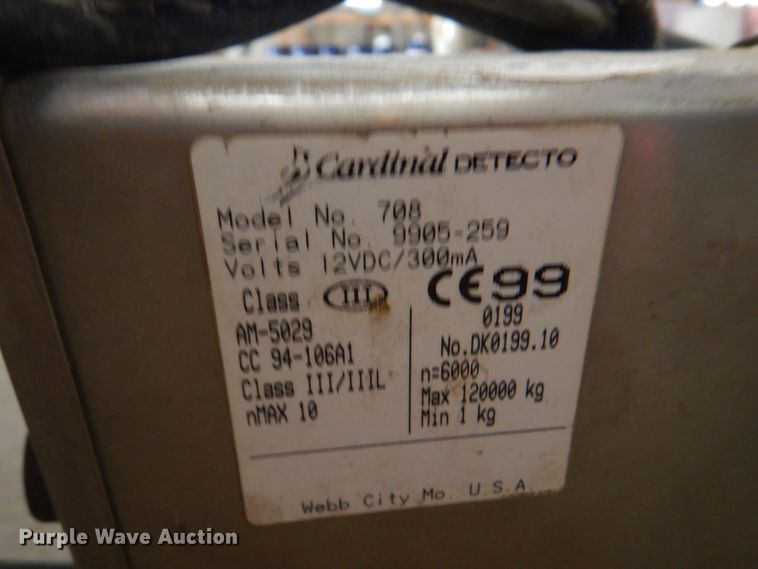 Cardinal DETECTO
Model No. 708
Serial No. 9905-259
Volts 12VDC/300mA
Class III
CE99
AM-5029
0199
CC 94-106A1
No.DK0199.10
Class III/IIIL
n=6000
nMAX 10
Max 120000 kg
Min 1 kg
Webb City Mo. U.S.A.
Purple Wave Auction